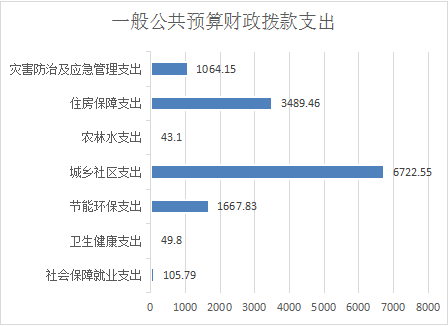 一般公共预算财政拨款支出
灾害防治及应急管理支出 1064.15
住房保障支出 3489.46
农林水支出 43.1
城乡社区支出 6722.55
节能环保支出 1667.83
卫生健康支出 49.8
社会保障就业支出 105.79
0 1000 2000 3000 4000 5000 6000 7000 8000